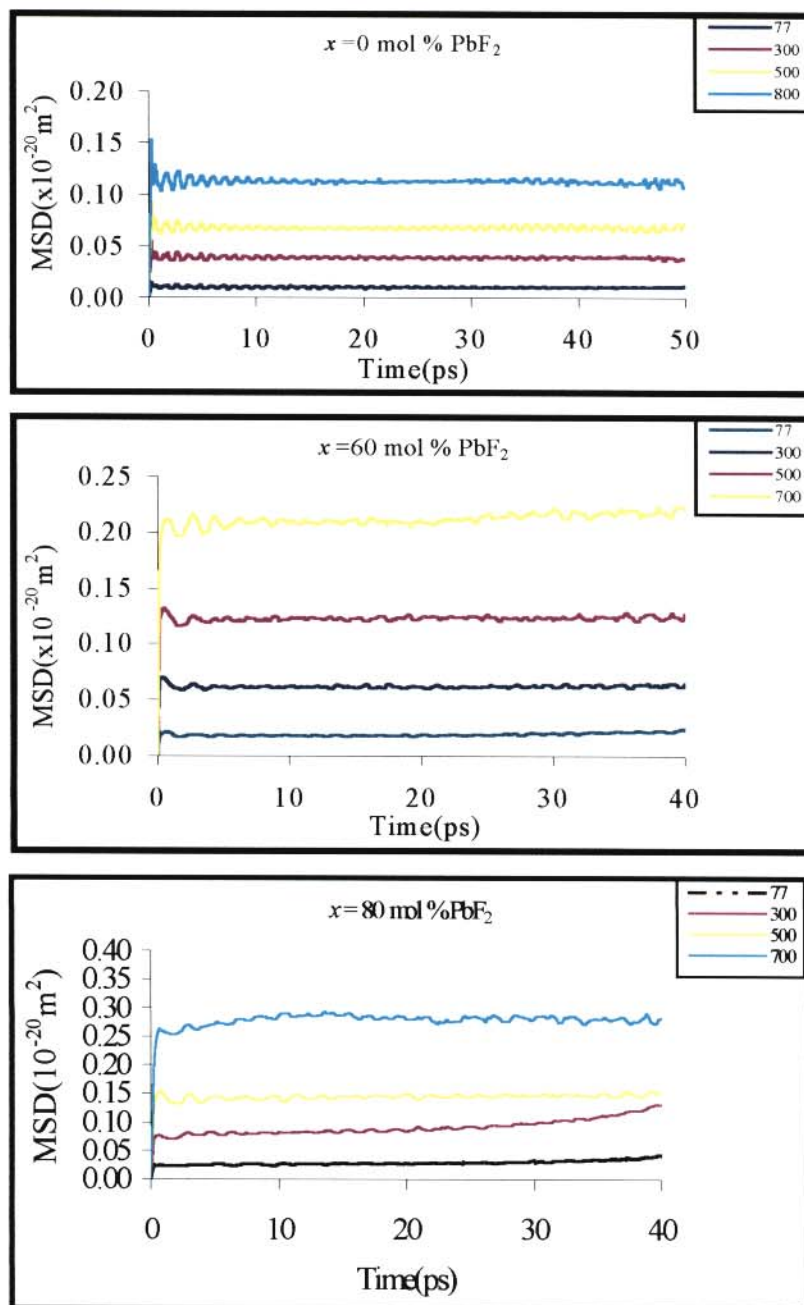 x =0 mol % PbF2
77
300
500
800
MSD(x10-20m2)
0.20
0.15
0.10
0.05
0.00
0 10 20 30 40 50
Time(ps)
x =60 mol % PbF2
77
300
500
700
MSD(x10-20m2)
0.25
0.20
0.15
0.10
0.05
0.00
0 10 20 30 40
Time(ps)
x = 80 mol %PbF2
77
300
500
700
MSD(10-20m2)
0.40
0.35
0.30
0.25
0.20
0.15
0.10
0.05
0.00
0 10 20 30 40
Time(ps)